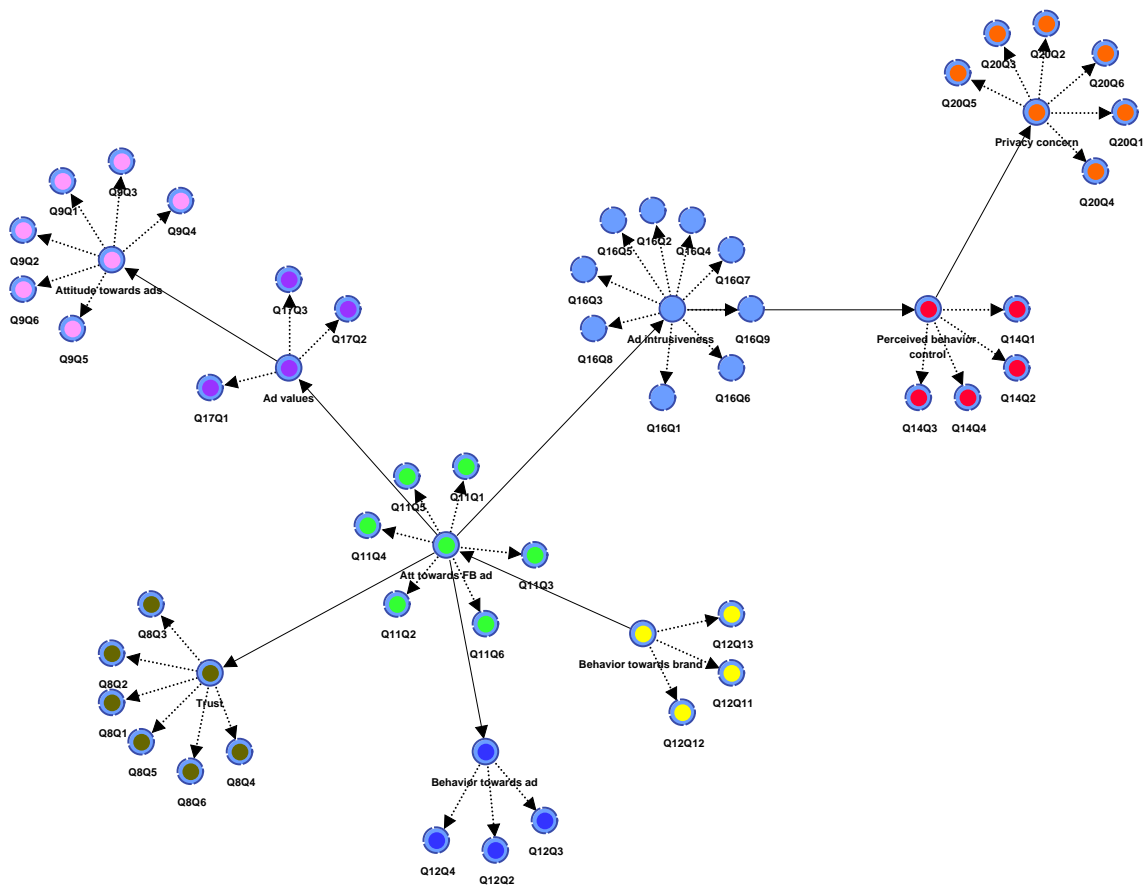 Q20Q3
Q20Q2
Q20Q6
Q20Q5
Privacy concern
Q20Q1
Q20Q4
Q9Q3
Q9Q1
Q9Q4
Q9Q2
Attitude towards ads
Q9Q6
Q9Q5
Q17Q3
Q17Q2
Ad values
Q17Q1
Q16Q5
Q16Q2
Q16Q4
Q16Q7
Q16Q3
Ad intrusiveness
Q16Q9
Q16Q8
Q16Q6
Q16Q1
Perceived behavior
control
Q14Q1
Q14Q2
Q14Q3
Q14Q4
Q11Q5
Q11Q1
Q11Q4
Att towards FB ad
Q11Q3
Q11Q2
Q11Q6
Q8Q3
Q8Q2
Trust
Q8Q1
Q8Q5
Q8Q6
Q8Q4
Behavior towards brand
Q12Q13
Q12Q11
Q12Q12
Behavior towards ad
Q12Q3
Q12Q4
Q12Q2